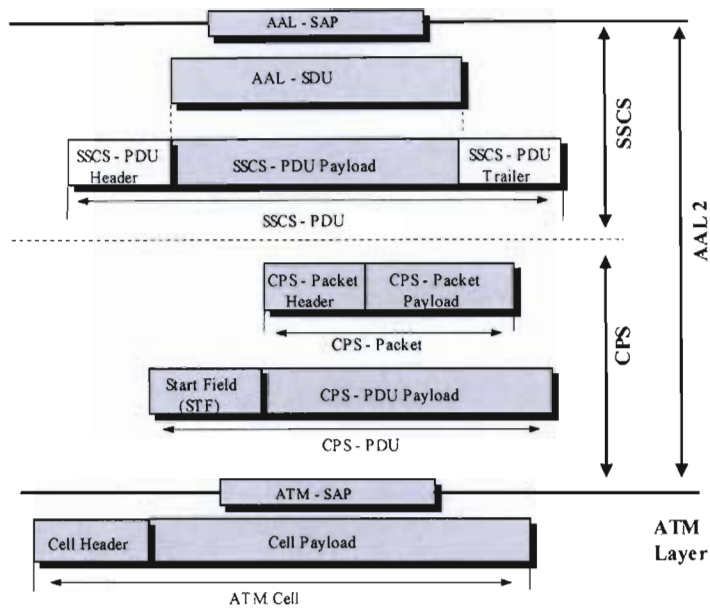 AAL - SAP
AAL - SDU
SSCS - PDU
Header
SSCS - PDU Payload
SSCS - PDU
Trailer
SSCS - PDU
SSCS
AAL 2
CPS - Packet
Header
CPS - Packet
Payload
CPS - Packet
CPS
Start Field
(STF)
CPS - PDU Payload
CPS - PDU
ATM - SAP
Cell Header
Cell Payload
ATM
Layer
ATM Cell